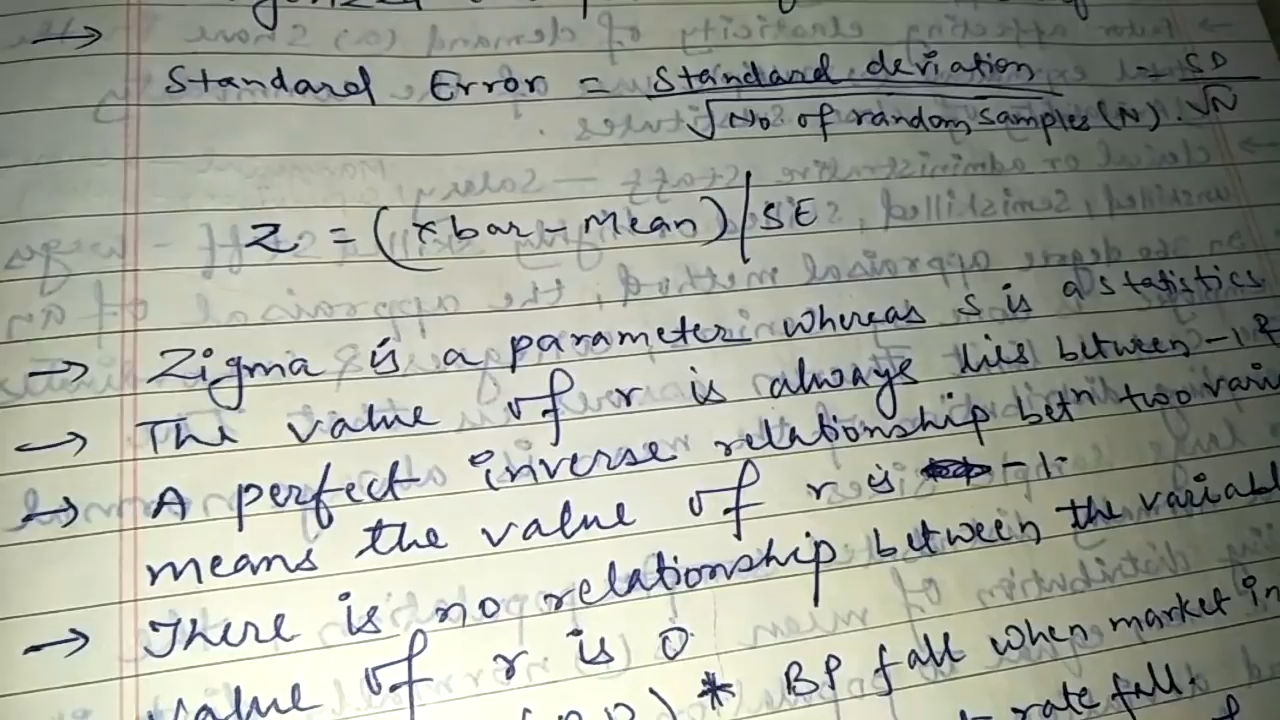 →
Standard Error = Standard deviation / √No of random samples (N). = SD / √N
Z = (x bar - Mean) | SE
→ Zigma is a parameter whereas s is a statistics
→ The value of r is always lies between -1 &
→ A perfect inverse relationship betn two vari
means the value of r is -1.
→ There is no relationship between the variabl
value of r is 0
* BP fall when market in
rate fall.